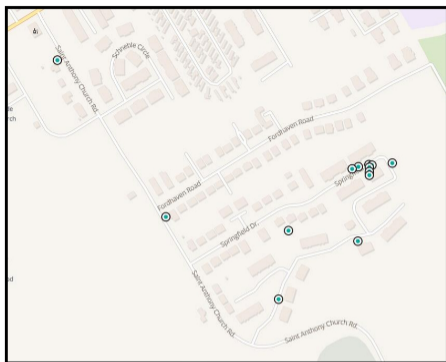 Saint Anthony Church Rd.
Schneble Circle
Fordhaven Road
Fordhaven Road
Springfield Dr.
Saint Anthony Church Rd.
Saint Anthony Church Rd.